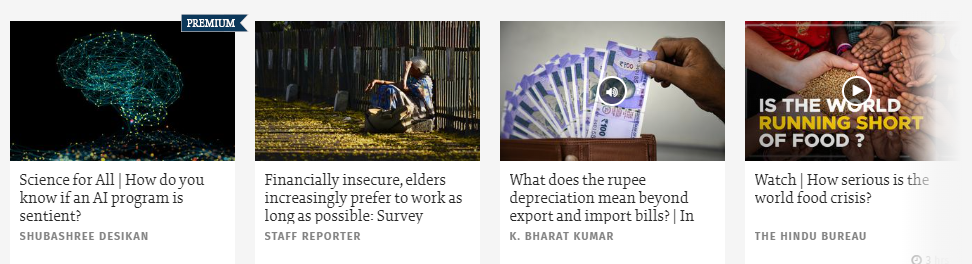 PREMIUM
Science for All | How do you
know if an AI program is
sentient?
SHUBASHREE DESIKAN
Financially insecure, elders
increasingly prefer to work as
long as possible: Survey
STAFF REPORTER
₹100
What does the rupee
depreciation mean beyond
export and import bills? | In
K. BHARAT KUMAR
IS THE WORLD
RUNNING SHORT
OF FOOD ?
Watch | How serious is the
world food crisis?
THE HINDU BUREAU
3